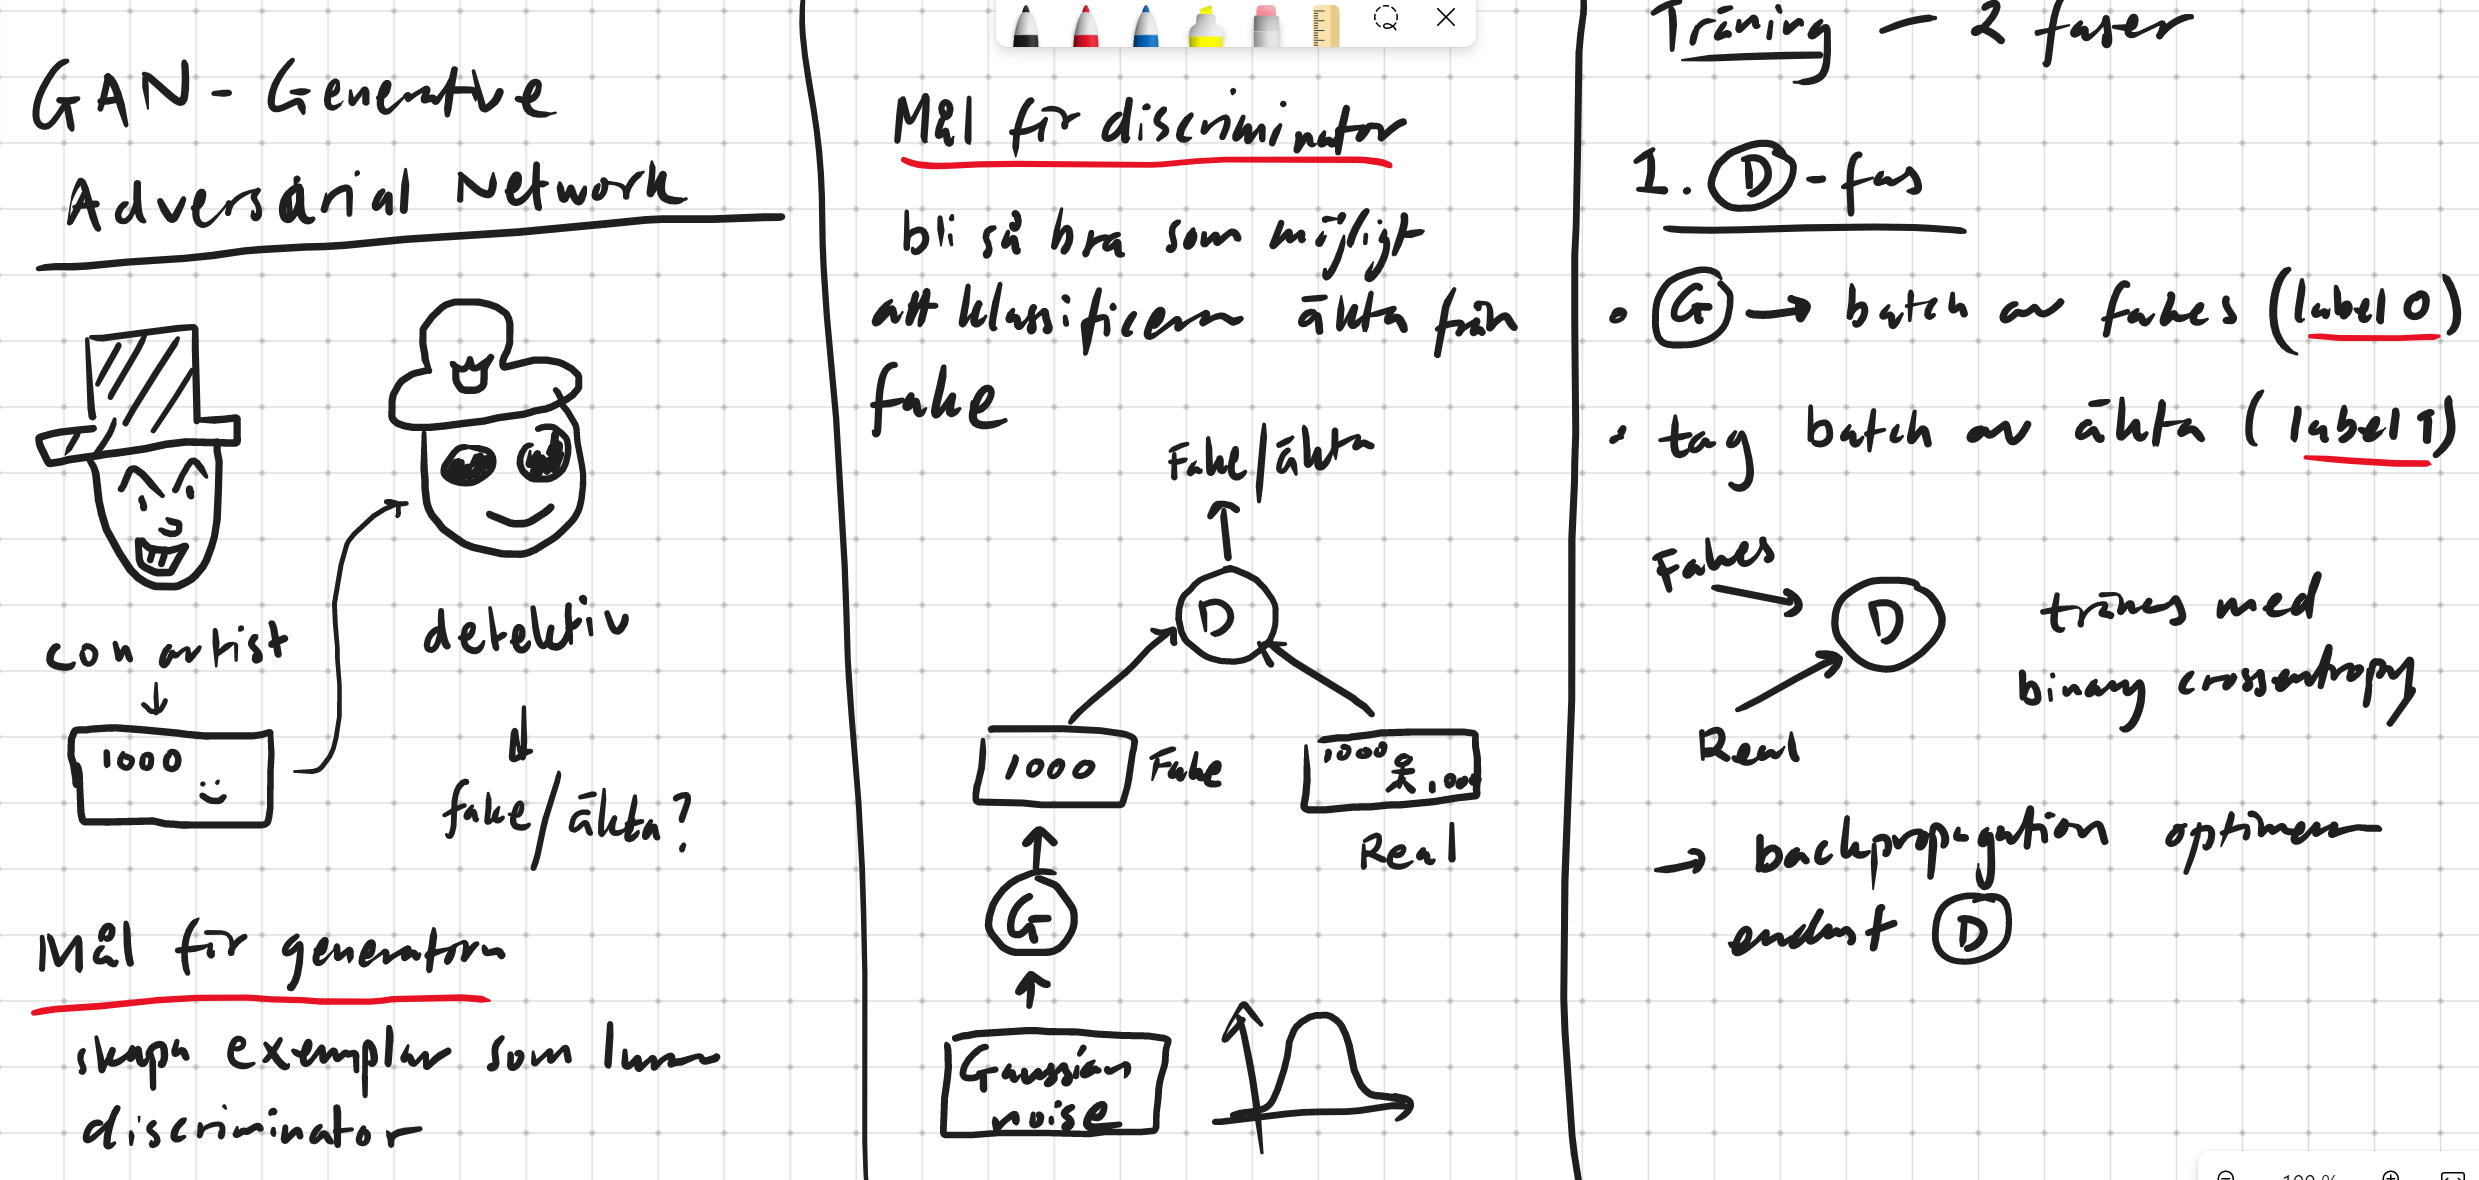 GAN - Generative
Adversarial Network
con artist
1000
detektiv
fake/äkta?
Mål för generatorn
skapa exemplar som lurar
discriminator
Mål för discriminator
bli så bra som möjligt
att klassificera äkta från
fake
Fake/äkta
D
1000
Fake
1000
1000
Real
G
Gaussian
noise
Träning - 2 faser
1. D - fas
• G → batch av fakes (label 0)
• tag batch av äkta (label 1)
Fakes
D
Real
tränas med
binary crossentropy
→ backpropagation optimerar
endast D
100 %